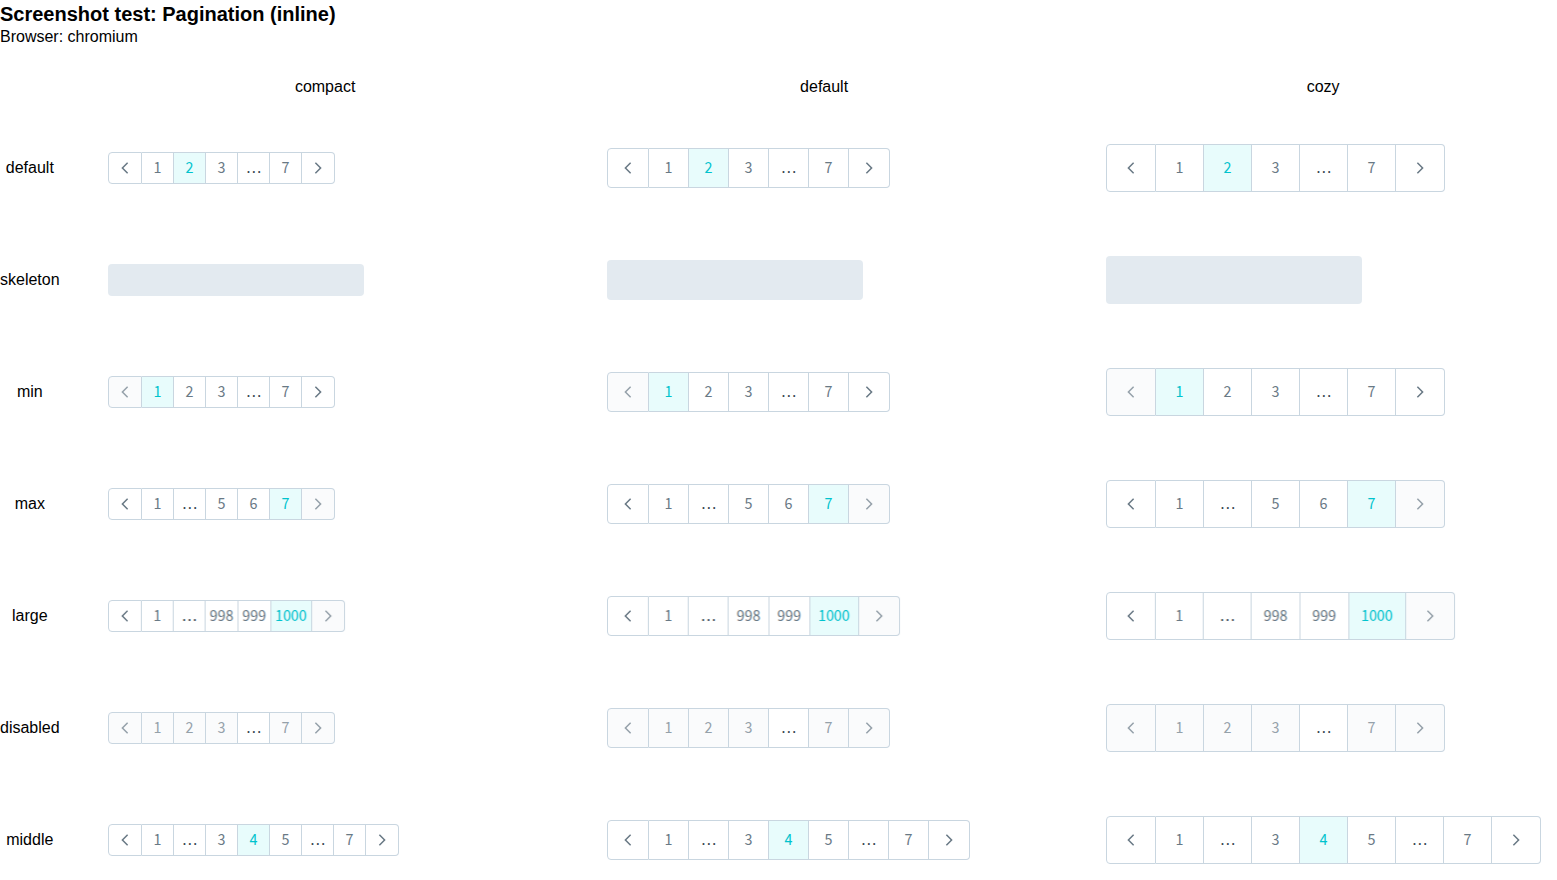 Screenshot test: Pagination (inline)
Browser: chromium
compact default cozy
default 1 2 3 ... 7 1 2 3 ... 7 1 2 3 ... 7
skeleton
min 1 2 3 ... 7 1 2 3 ... 7 1 2 3 ... 7
max 1 ... 5 6 7 1 ... 5 6 7 1 ... 5 6 7
large 1 ... 998 999 1000 1 ... 998 999 1000 1 ... 998 999 1000
disabled 1 2 3 ... 7 1 2 3 ... 7 1 2 3 ... 7
middle 1 ... 3 4 5 ... 7 1 ... 3 4 5 ... 7 1 ... 3 4 5 ... 7